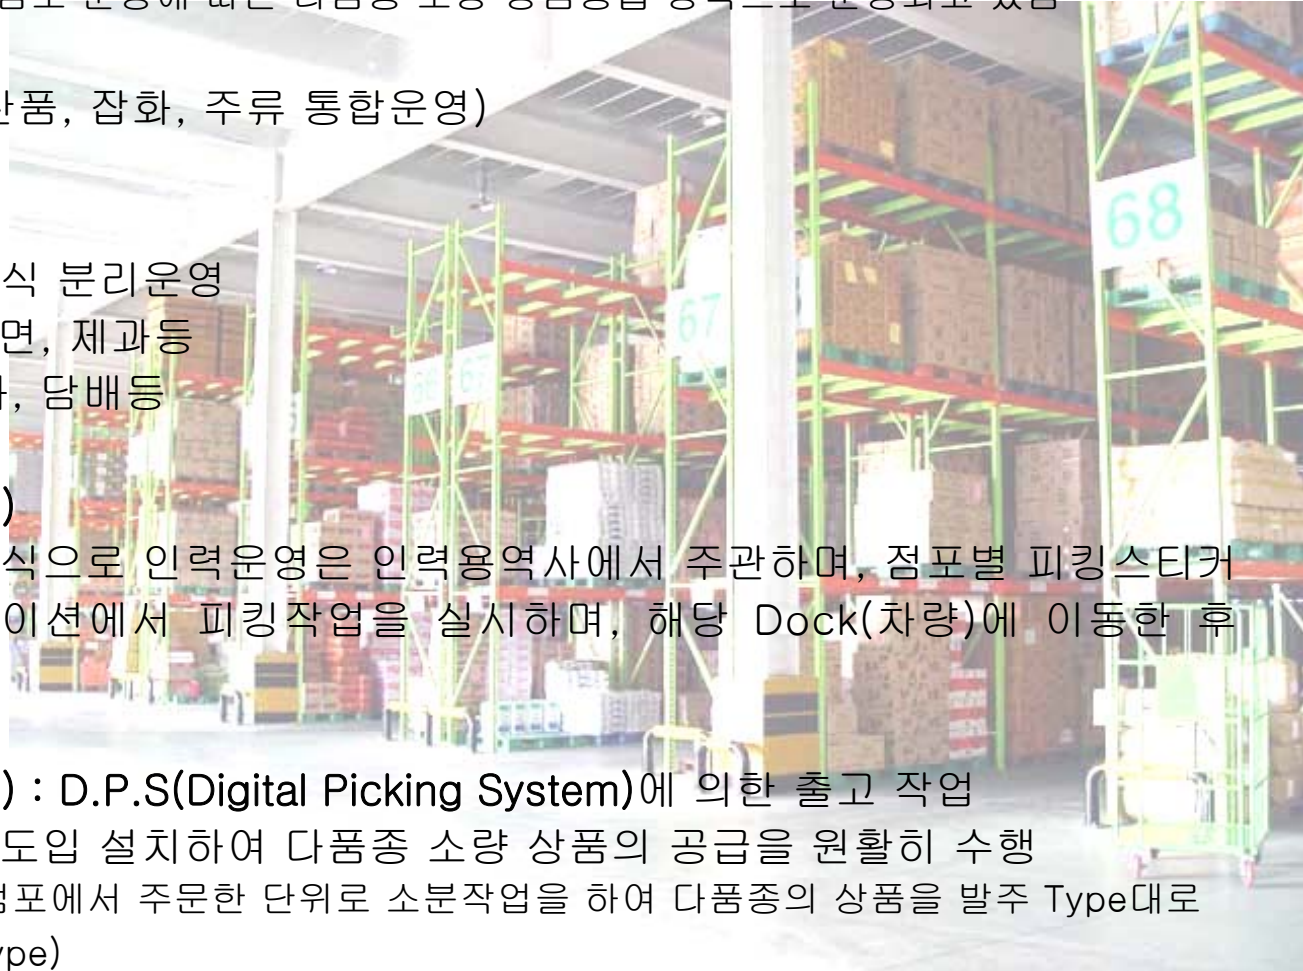 운영에 따른 다품종 소량 상품공급 방식으로 운영되고 있음
잡화, 주류 통합운영)
68
67
식 분리운영
면, 제과등
, 담배등
66 67
)
식으로 인력운영은 인력용역사에서 주관하며, 점포별 피킹스티커
이션에서 피킹작업을 실시하며, 해당 Dock(차량)에 이동한 후
) : D.P.S(Digital Picking System)에 의한 출고 작업
도입 설치하여 다품종 소량 상품의 공급을 원활히 수행
점포에서 주문한 단위로 소분작업을 하여 다품종의 상품을 발주 Type대로
ype)